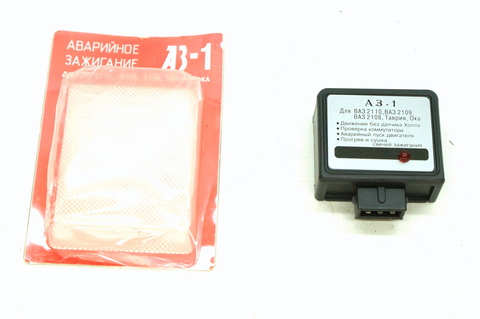 АВАРИЙНОЕ
ЗАЖИГАНИЕ
АЗ-1
АЗ-1
Для ВАЗ 2110, ВАЗ 2109,
ВАЗ 2108, Таврия, Ока
• Движение без датчика Холла
• Проверка коммутатора
• Аварийный пуск двигателя
• Прогрев и сушка
свечей зажигания